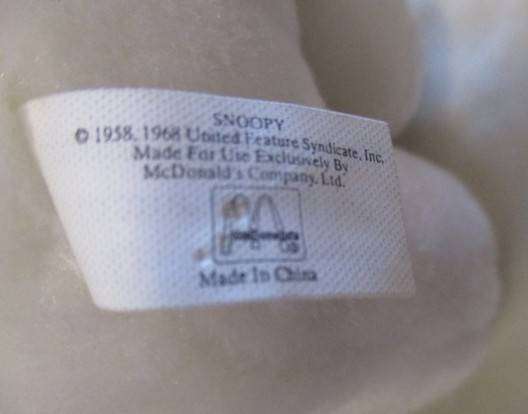 SNOOPY
© 1958, 1968 United Feature Syndicate, Inc.
Made For Use Exclusively By
McDonald's Company, Ltd.
Made In China